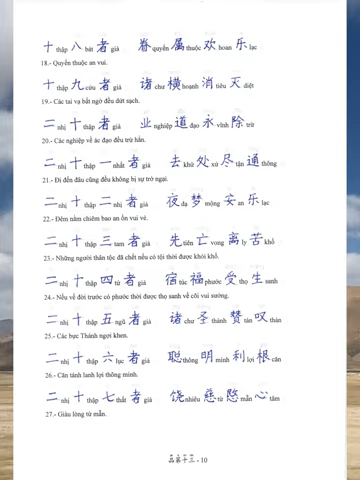 十 thập 八 bát 者 giả 眷 quyến 属 thuộc 欢 hoan 乐 lạc
18.- Quyến thuộc an vui.
十 thập 九 cửu 者 giả 诸 chư 横 hoạnh 消 tiêu 灭 diệt
19.- Các tai vạ bất ngờ đều dứt sạch.
二 nhị 十 thập 者 giả 业 nghiệp 道 đạo 永 vĩnh 除 trừ
20.- Các nghiệp về ác đạo đều trừ hẳn.
二 nhị 十 thập 一 nhất 者 giả 去 khứ 处 xứ 尽 tận 通 thông
21.- Đi đến đâu cũng đều không bị sự trở ngại.
二 nhị 十 thập 二 nhị 者 giả 夜 dạ 梦 mộng 安 an 乐 lạc
22.- Đêm nằm chiêm bao an ổn vui vẻ.
二 nhị 十 thập 三 tam 者 giả 先 tiên 亡 vong 离 ly 苦 khổ
23.- Những người thân tộc đã chết nếu có tội thời được khỏi khổ.
二 nhị 十 thập 四 tứ 者 giả 宿 túc 福 phước 受 thọ 生 sanh
24.- Nếu về đời trước có phước thời được thọ sanh về cõi vui sướng.
二 nhị 十 thập 五 ngũ 者 giả 诸 chư 圣 thánh 赞 tán 叹 thán
25.- Các bực Thánh ngợi khen.
二 nhị 十 thập 六 lục 者 giả 聪 thông 明 minh 利 lợi 根 căn
26.- Căn tánh lanh lợi thông minh.
二 nhị 十 thập 七 thất 者 giả 饶 nhiêu 慈 từ 愍 mẫn 心 tâm
27.- Giàu lòng từ mẫn.
- 10